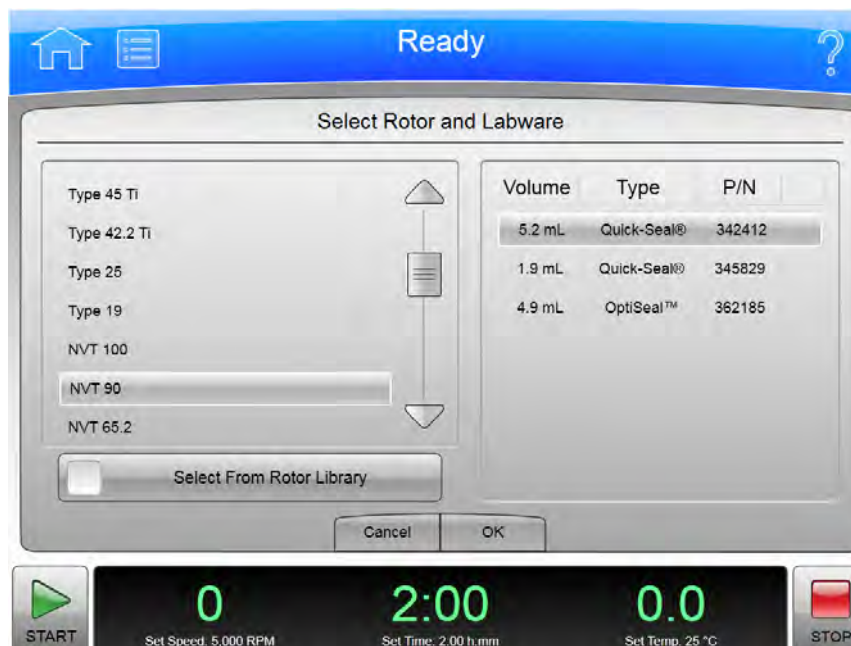 Ready
Select Rotor and Labware
Type 45 Ti
Type 42.2 Ti
Type 25
Type 19
NVT 100
NVT 90
NVT 65.2
Select From Rotor Library
Volume Type P/N
5.2 mL Quick-Seal® 342412
1.9 mL Quick-Seal® 345829
4.9 mL OptiSeal™ 362185
Cancel OK
START
0 2:00 0.0
Set Speed. 5,000 RPM Set Time. 2.00 h:mm Set Temp. 25 °C
STOP